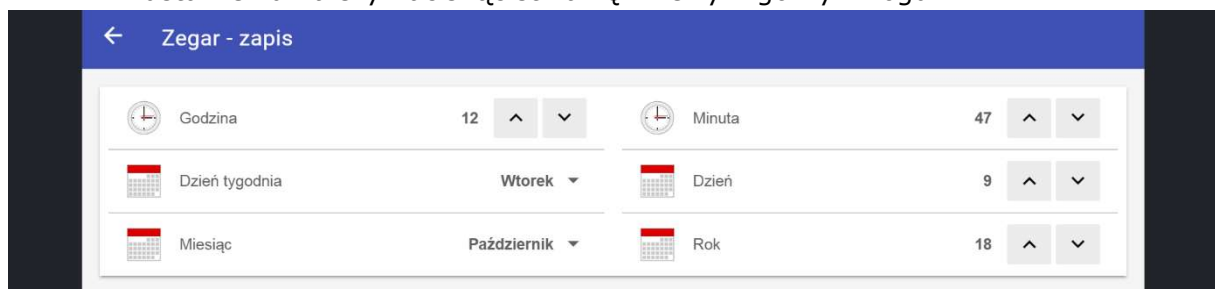 Zegar - zapis
Godzina 12 Minuta 47
Dzień tygodnia Wtorek Dzień 9
Miesiąc Październik Rok 18